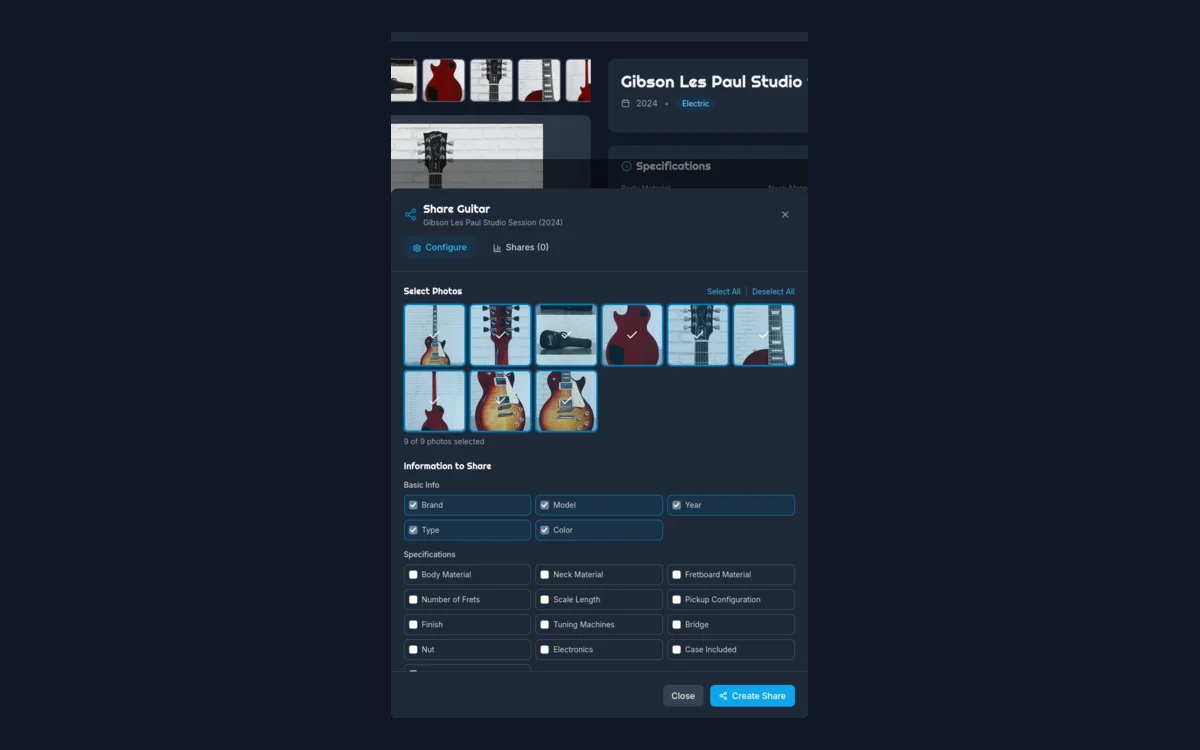 Gibson Les Paul Studio
2024 • Electric
Specifications
Body Material
Share Guitar
Gibson Les Paul Studio Session (2024)
Configure
Shares (0)
Select Photos
Select All | Deselect All
9 of 9 photos selected
Information to Share
Basic Info
Brand
Model
Year
Type
Color
Specifications
Body Material
Neck Material
Fretboard Material
Number of Frets
Scale Length
Pickup Configuration
Finish
Tuning Machines
Bridge
Nut
Electronics
Case Included
Close
Create Share